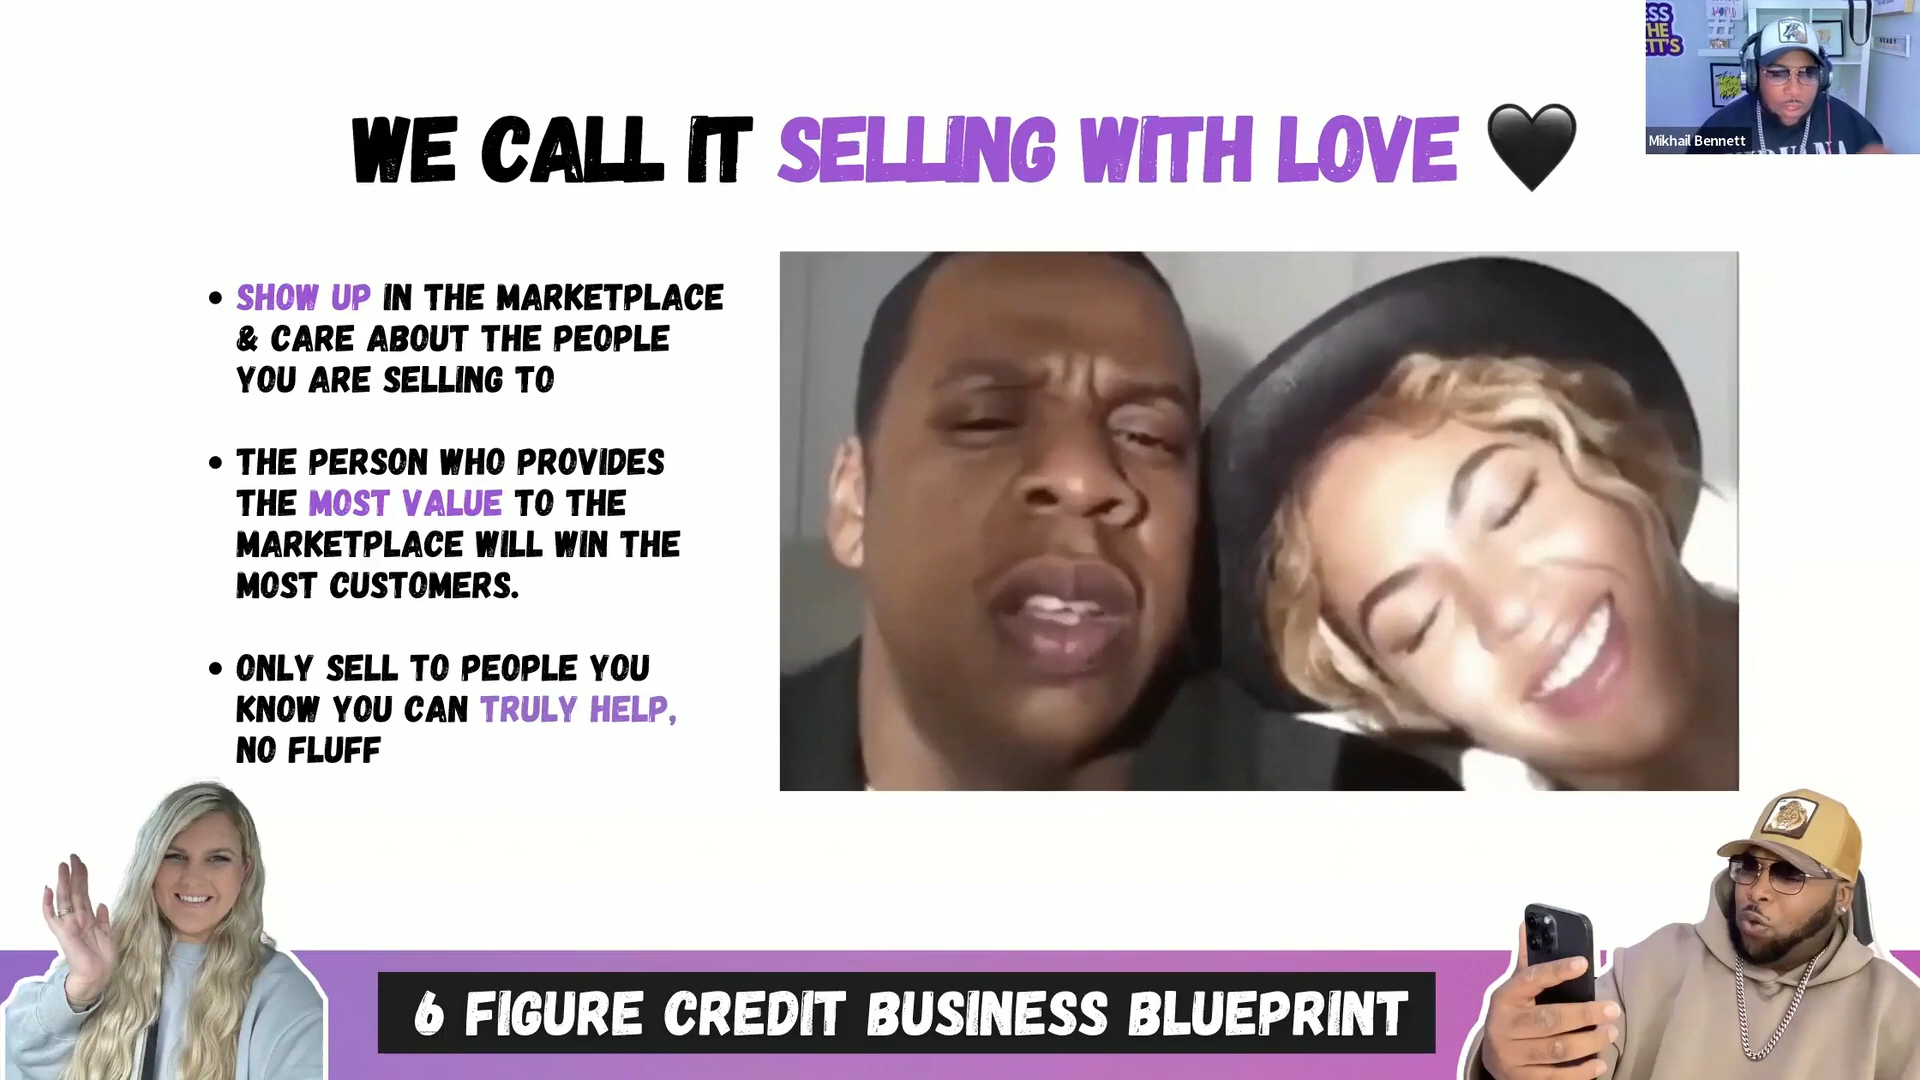 WE CALL IT SELLING WITH LOVE
SHOW UP IN THE MARKETPLACE
& CARE ABOUT THE PEOPLE
YOU ARE SELLING TO
THE PERSON WHO PROVIDES
THE MOST VALUE TO THE
MARKETPLACE WILL WIN THE
MOST CUSTOMERS.
ONLY SELL TO PEOPLE YOU
KNOW YOU CAN TRULY HELP,
NO FLUFF
6 FIGURE CREDIT BUSINESS BLUEPRINT
Mikhail Bennett